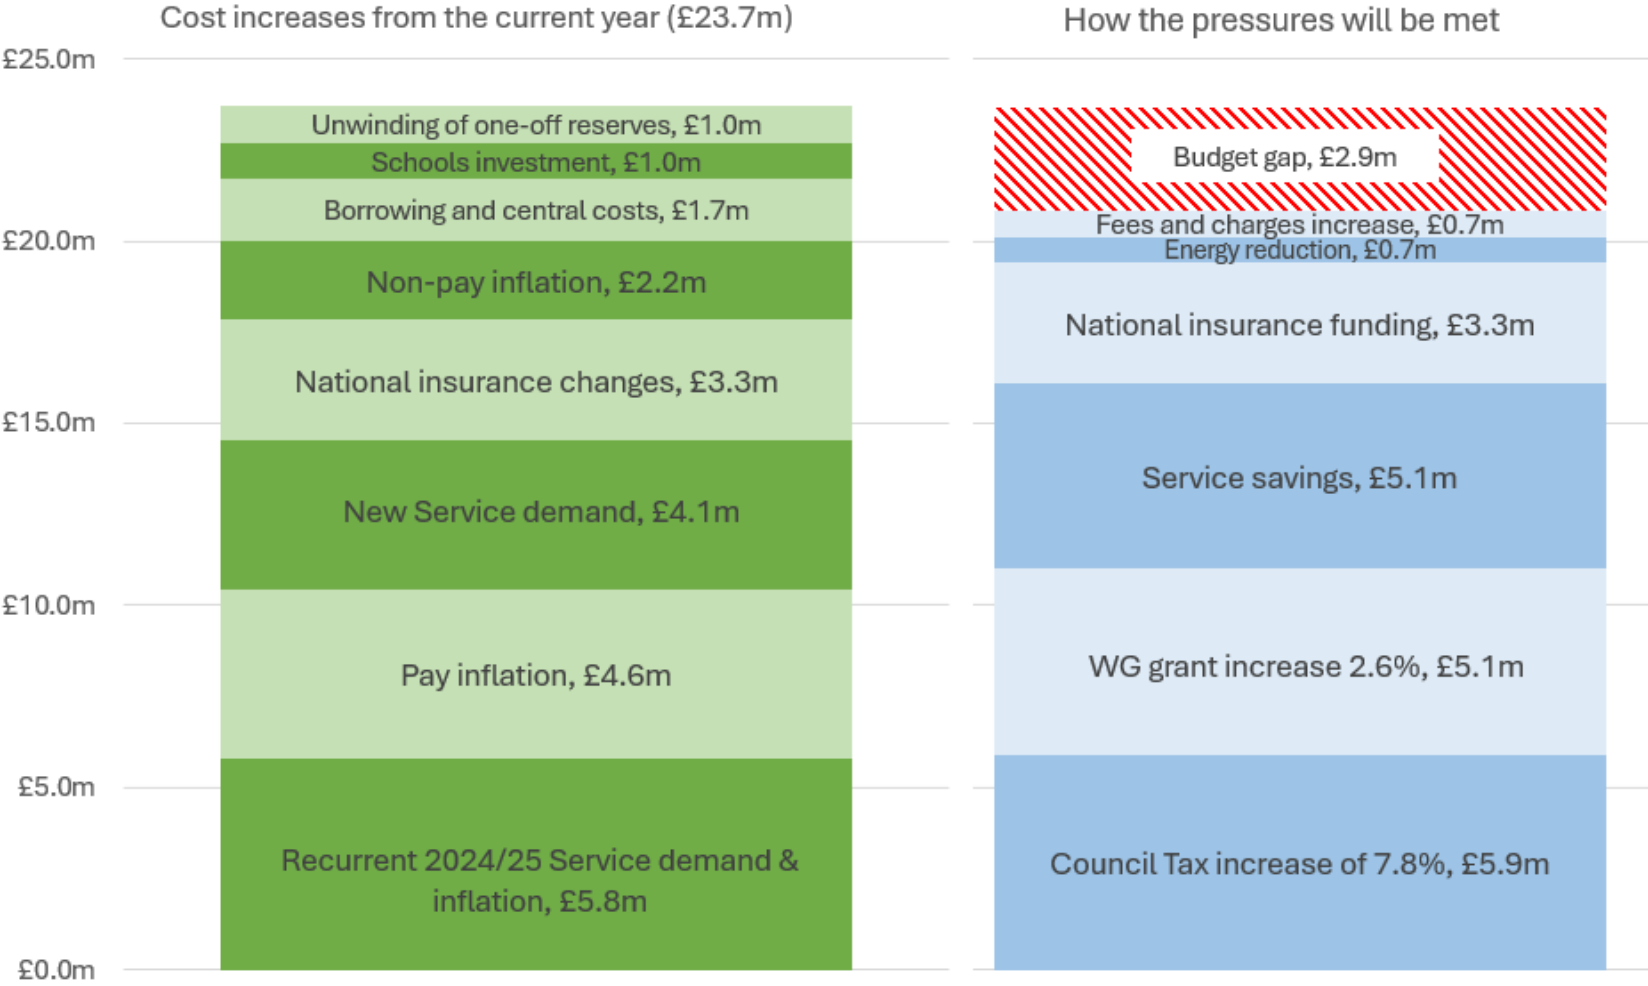 Cost increases from the current year (£23.7m)
£25.0m
£20.0m
£15.0m
£10.0m
£5.0m
£0.0m
Unwinding of one-off reserves, £1.0m
Schools investment, £1.0m
Borrowing and central costs, £1.7m
Non-pay inflation, £2.2m
National insurance changes, £3.3m
New Service demand, £4.1m
Pay inflation, £4.6m
Recurrent 2024/25 Service demand &
inflation, £5.8m
How the pressures will be met
Budget gap, £2.9m
Fees and charges increase, £0.7m
Energy reduction, £0.7m
National insurance funding, £3.3m
Service savings, £5.1m
WG grant increase 2.6%, £5.1m
Council Tax increase of 7.8%, £5.9m